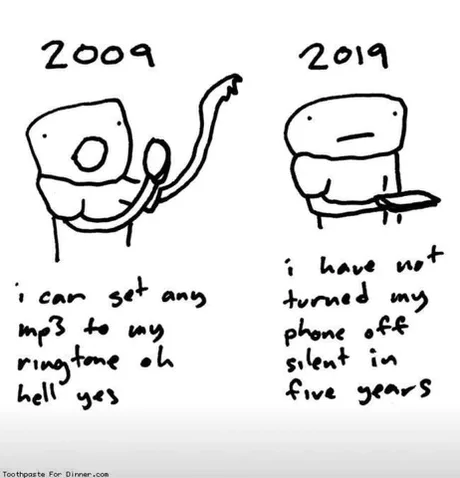 2009
i can set any
mp3 to my
ringtone oh
hell yes
2019
i have not
turned my
phone off
silent in
five years
Toothpaste For Dinner.com